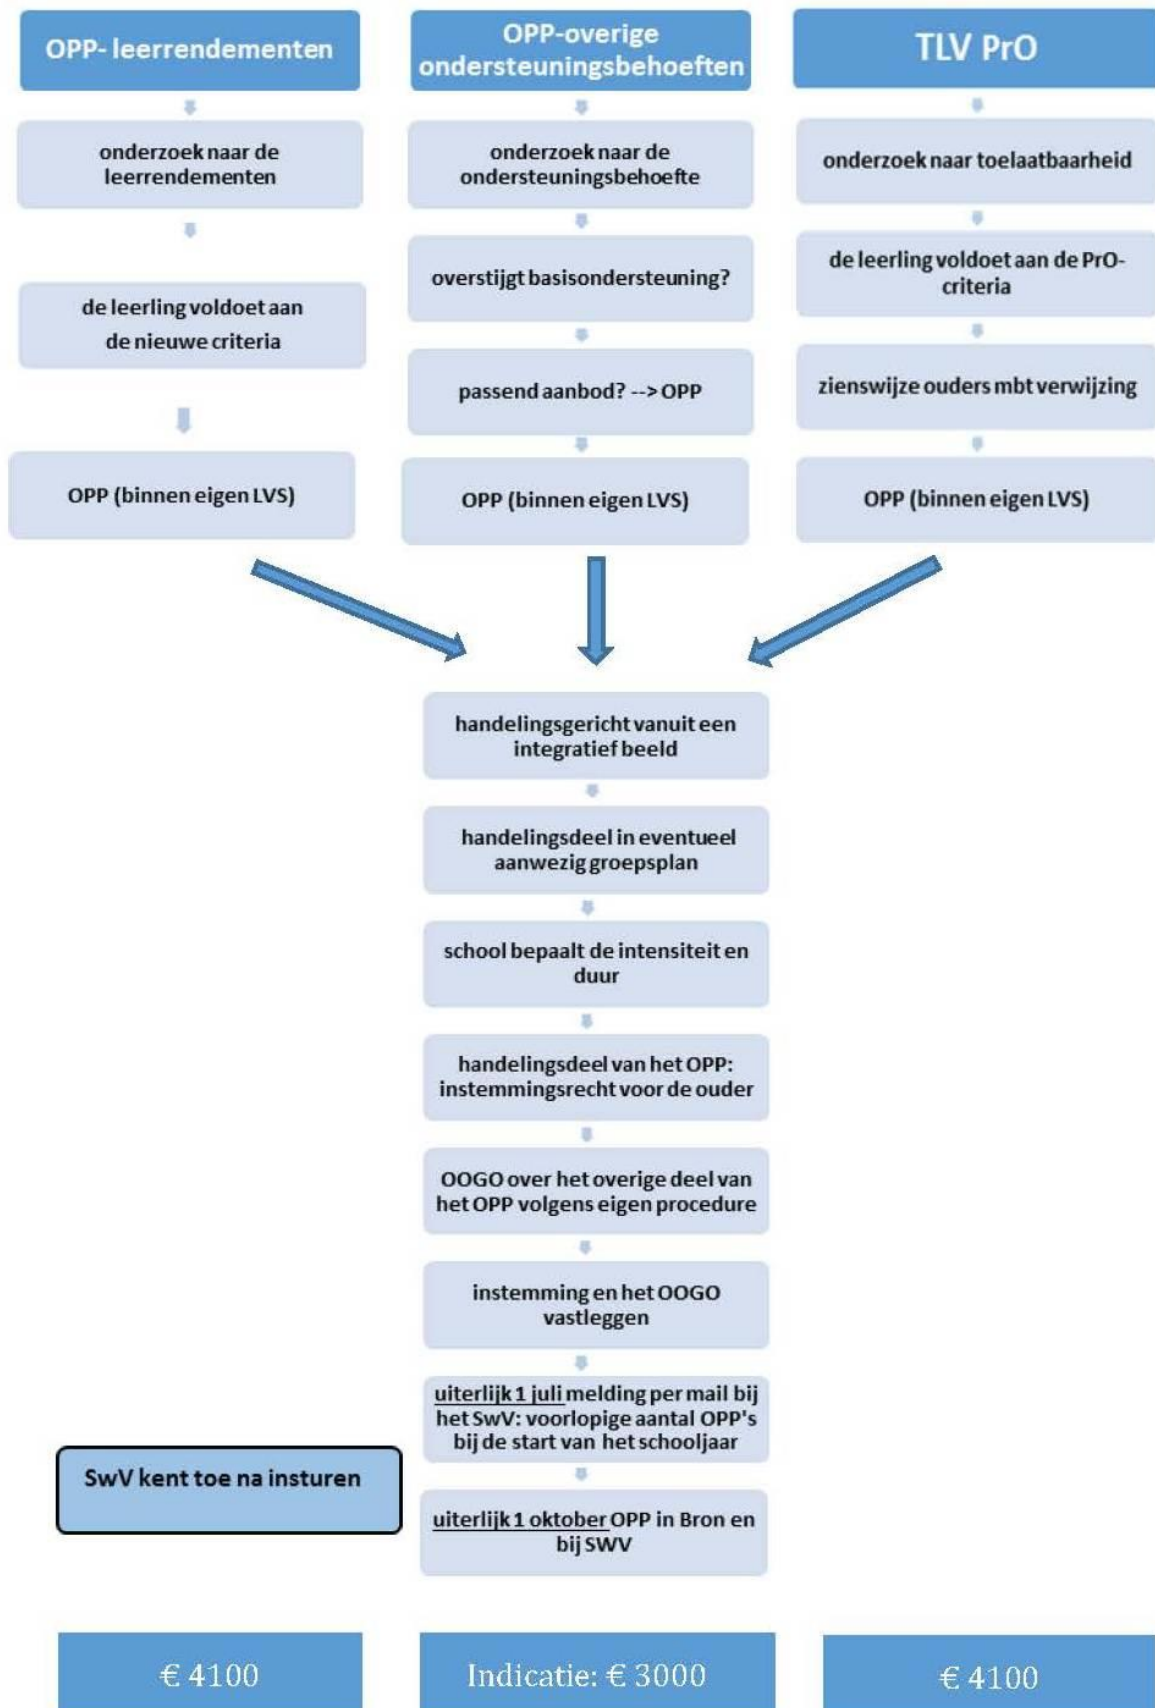 OPP- leerrendementen
onderzoek naar de
leerrendementen
de leerling voldoet aan
de nieuwe criteria
OPP (binnen eigen LVS)
OPP-overige
ondersteuningsbehoeften
onderzoek naar de
ondersteuningsbehoefte
overstijgt basisondersteuning?
passend aanbod? --> OPP
OPP (binnen eigen LVS)
TLV PrO
onderzoek naar toelaatbaarheid
de leerling voldoet aan de PrO-
criteria
zienswijze ouders mbt verwijzing
OPP (binnen eigen LVS)
handelingsgericht vanuit een
integratief beeld
handelingsdeel in eventueel
aanwezig groepsplan
school bepaalt de intensiteit en
duur
handelingsdeel van het OPP:
instemmingsrecht voor de ouder
OOGO over het overige deel van
het OPP volgens eigen procedure
instemming en het OOGO
vastleggen
uiterlijk 1 juli melding per mail bij
het SwV: voorlopige aantal OPP's
bij de start van het schooljaar
SwV kent toe na insturen
uiterlijk 1 oktober OPP in Bron en
bij SWV
€ 4100
Indicatie: € 3000
€ 4100